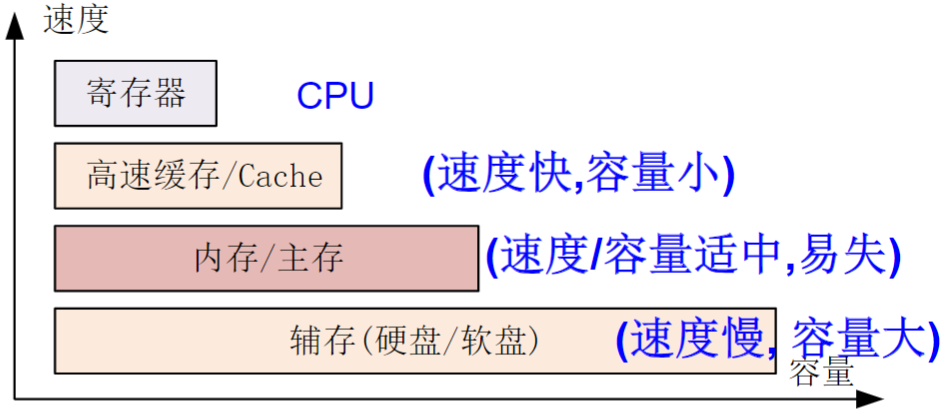 速度
寄存器 CPU
高速缓存/Cache (速度快,容量小)
内存/主存 (速度/容量适中,易失)
辅存(硬盘/软盘) (速度慢, 容量大)
容量